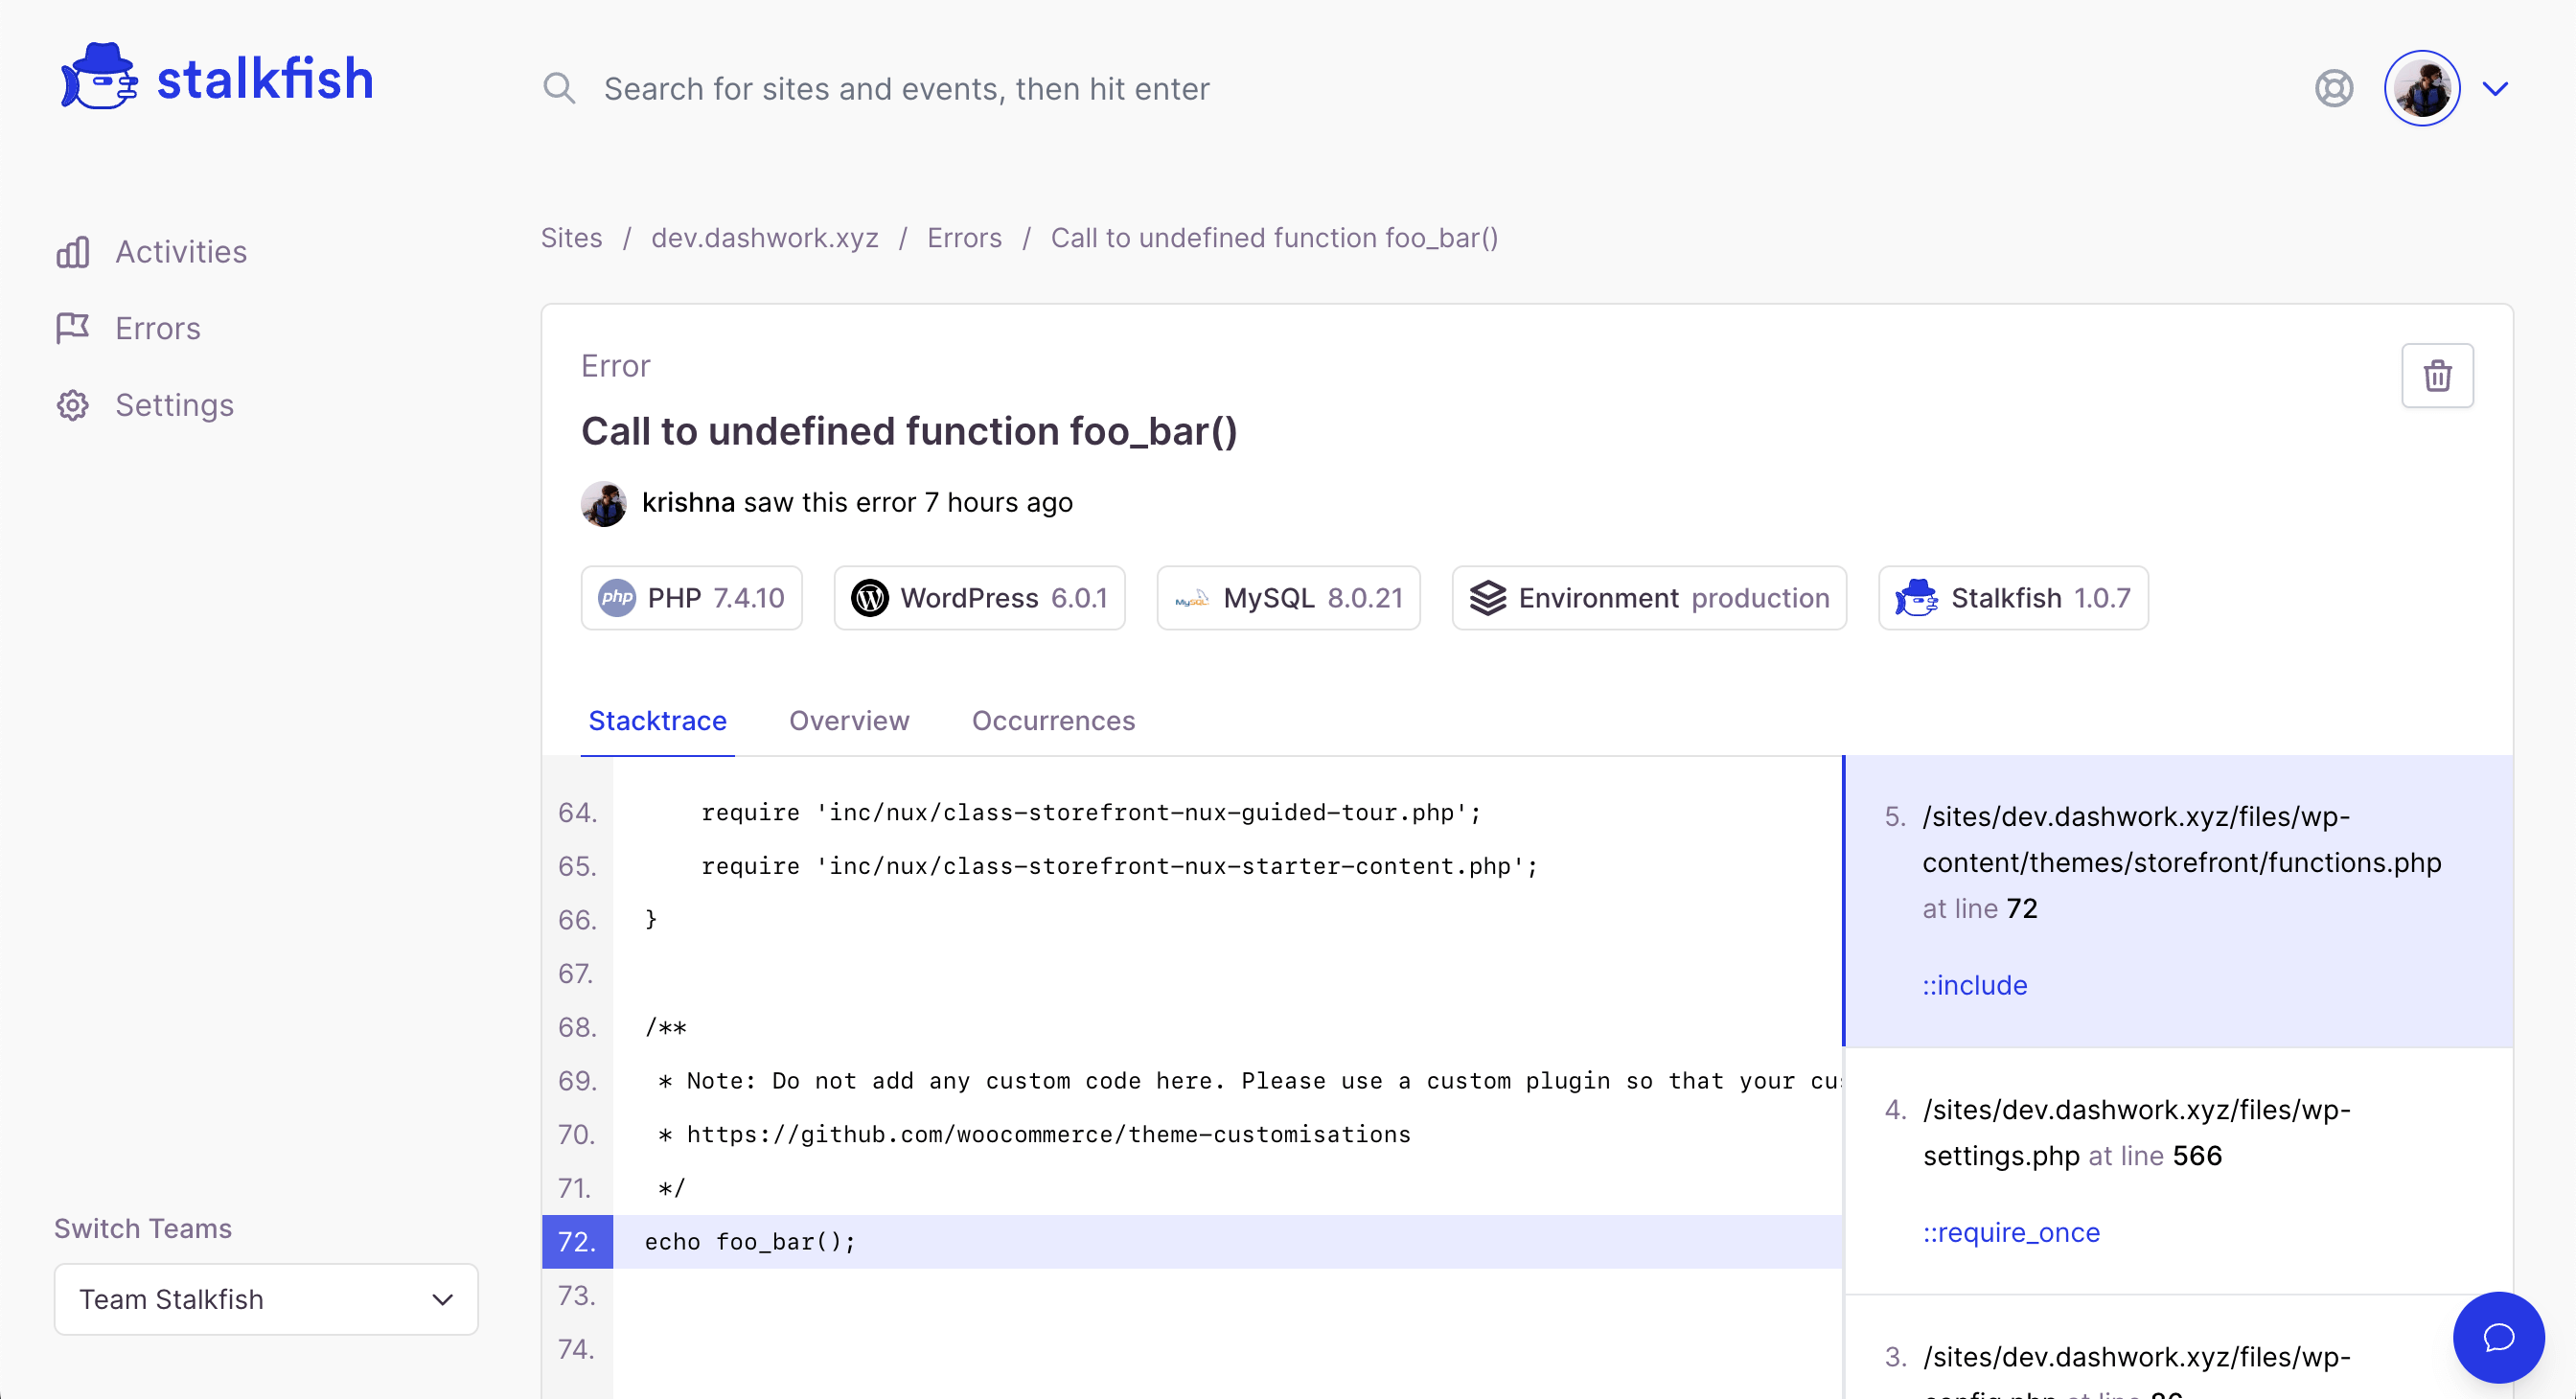 stalkfish
Search for sites and events, then hit enter
Activities
Errors
Settings
Sites / dev.dashwork.xyz / Errors / Call to undefined function foo_bar()
Error
Call to undefined function foo_bar()
krishna saw this error 7 hours ago
php PHP 7.4.10
WordPress 6.0.1
MySQL MySQL 8.0.21
Environment production
Stalkfish 1.0.7
Stacktrace
Overview
Occurrences
64. require 'inc/nux/class-storefront-nux-guided-tour.php';
65. require 'inc/nux/class-storefront-nux-starter-content.php';
66. }
67.
68. /**
69. * Note: Do not add any custom code here. Please use a custom plugin so that your
70. * https://github.com/woocommerce/theme-customisations
71. */
72. echo foo_bar();
73.
74.
5. /sites/dev.dashwork.xyz/files/wp-
content/themes/storefront/functions.php
at line 72
::include
4. /sites/dev.dashwork.xyz/files/wp-
settings.php at line 566
::require_once
3. /sites/dev.dashwork.xyz/files/wp-
Switch Teams
Team Stalkfish